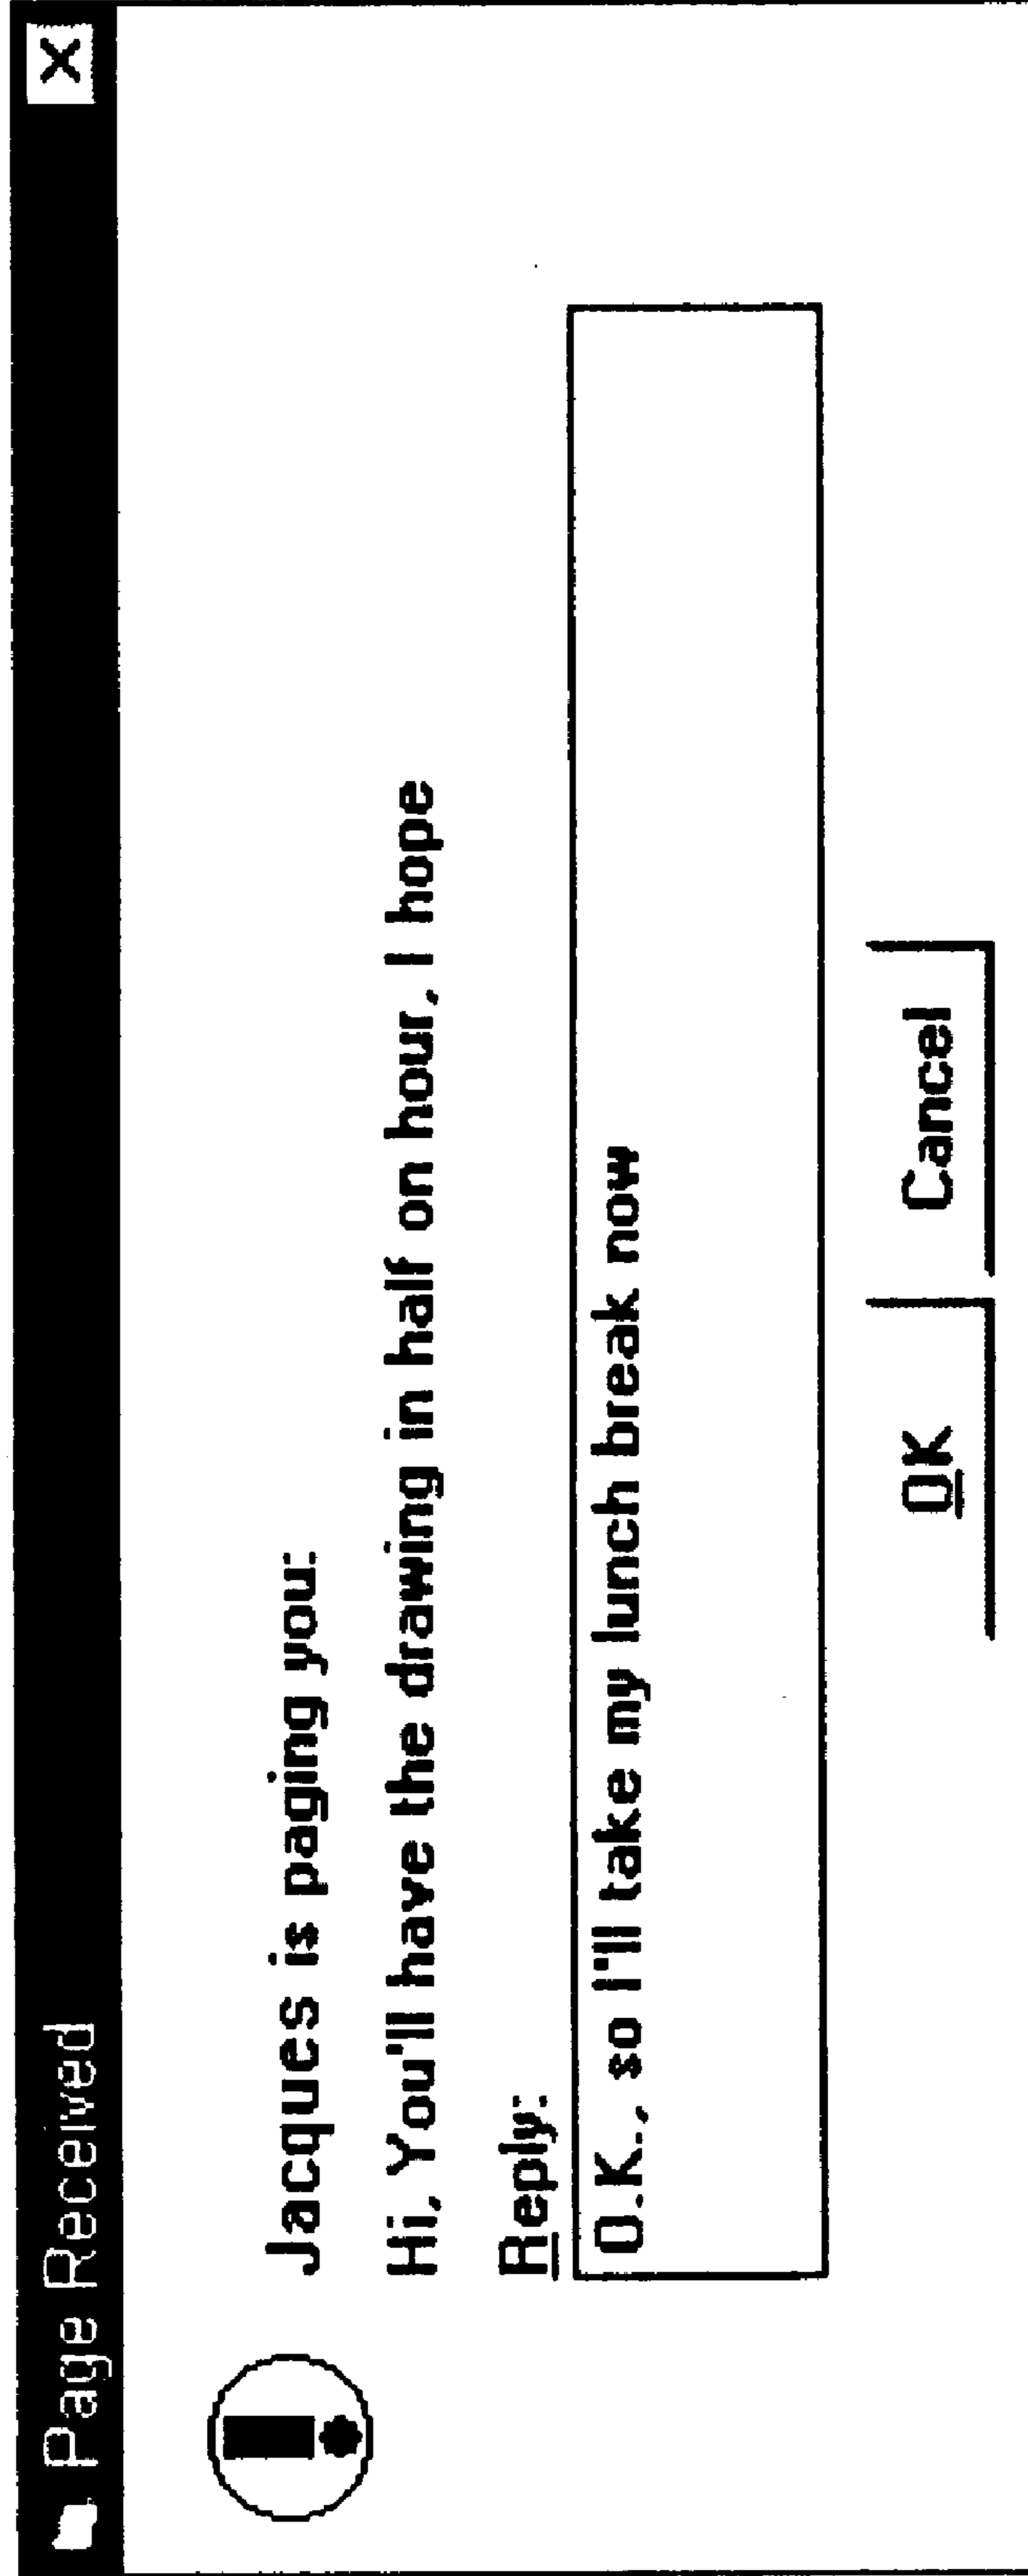 Page Received
X
Jacques is paging you:
Hi, You'll have the drawing in half on hour, I hope
Reply:
O.K., so I'll take my lunch break now
OK
Cancel